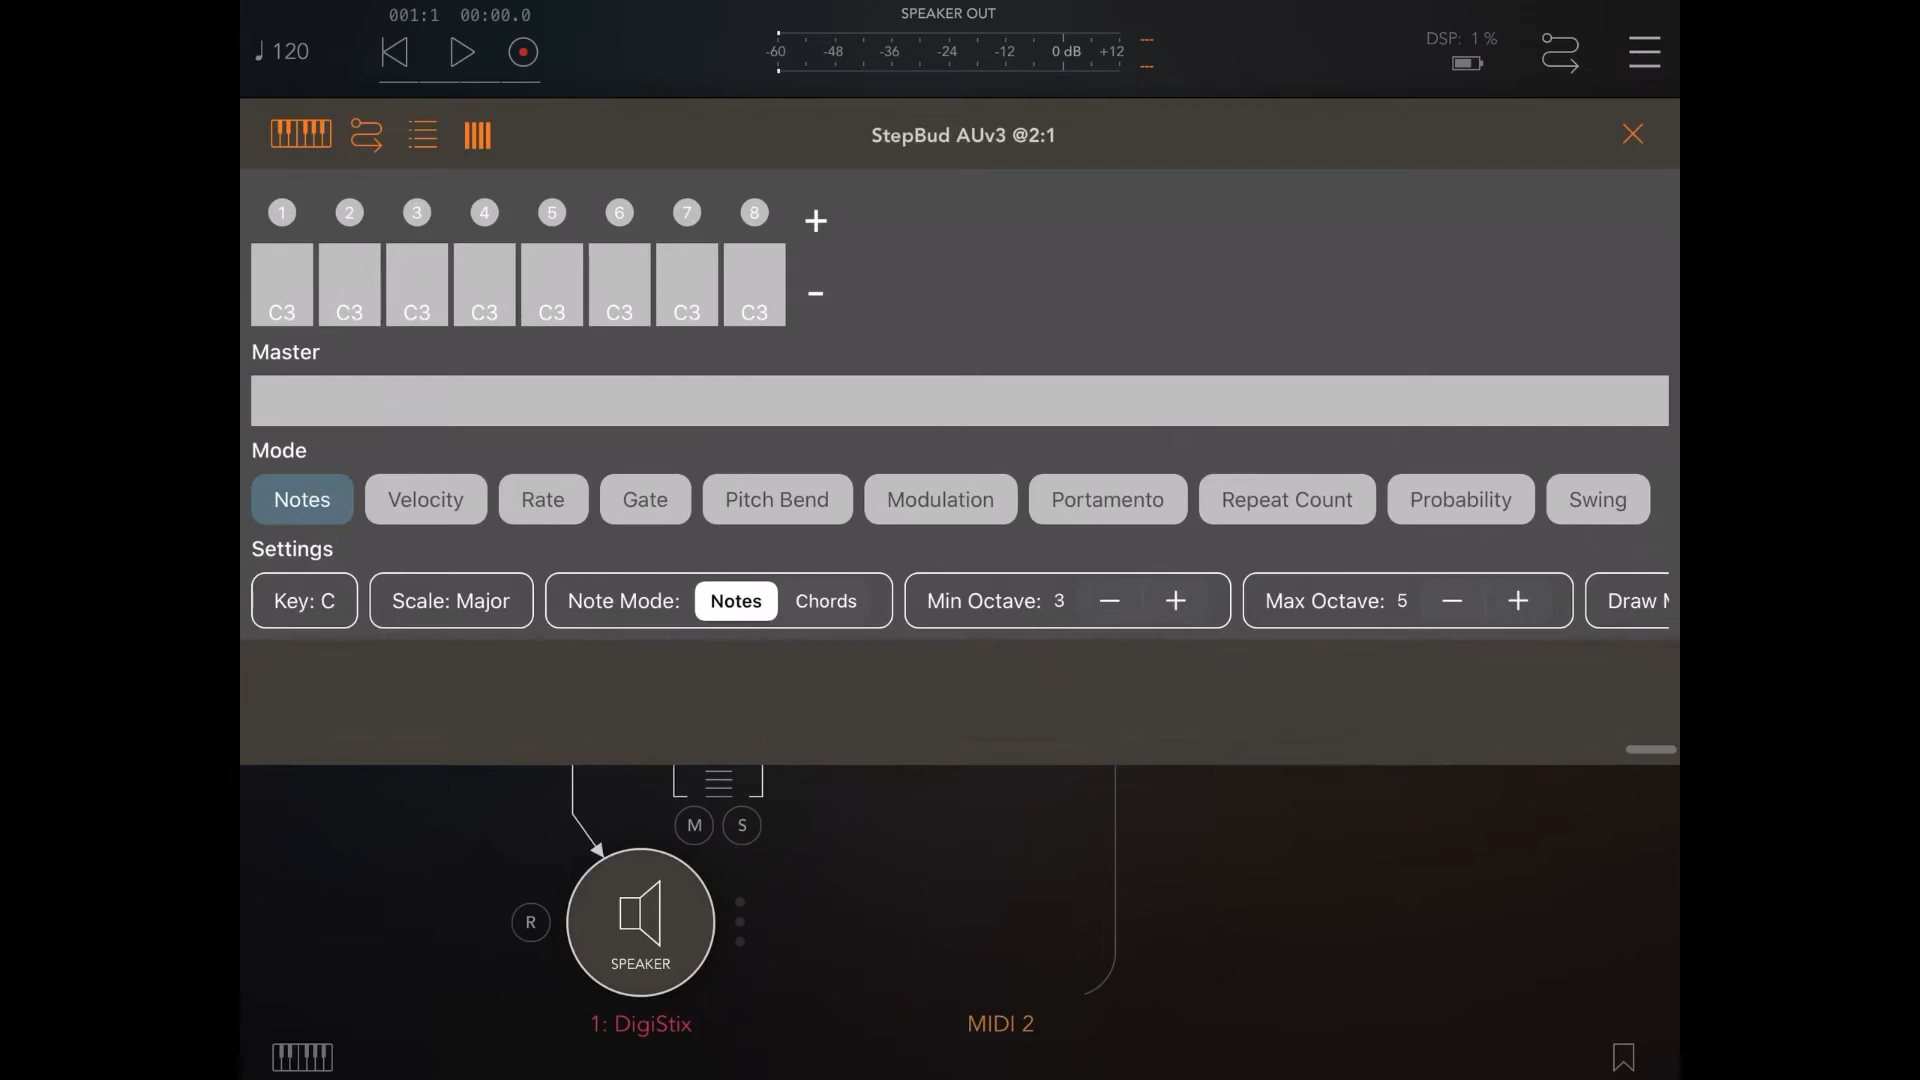 001:1 00:00.0
SPEAKER OUT
120
-60 -48 -36 -24 -12 0 dB +12
DSP: 1 %
StepBud AUv3 @2:1
1 2 3 4 5 6 7 8 +
C3 C3 C3 C3 C3 C3 C3 C3 -
Master
Mode
Notes Velocity Rate Gate Pitch Bend Modulation Portamento Repeat Count Probability Swing
Settings
Key: C Scale: Major Note Mode: Notes Chords Min Octave: 3 — + Max Octave: 5 — + Draw
M S
R
SPEAKER
1: DigiStix MIDI 2